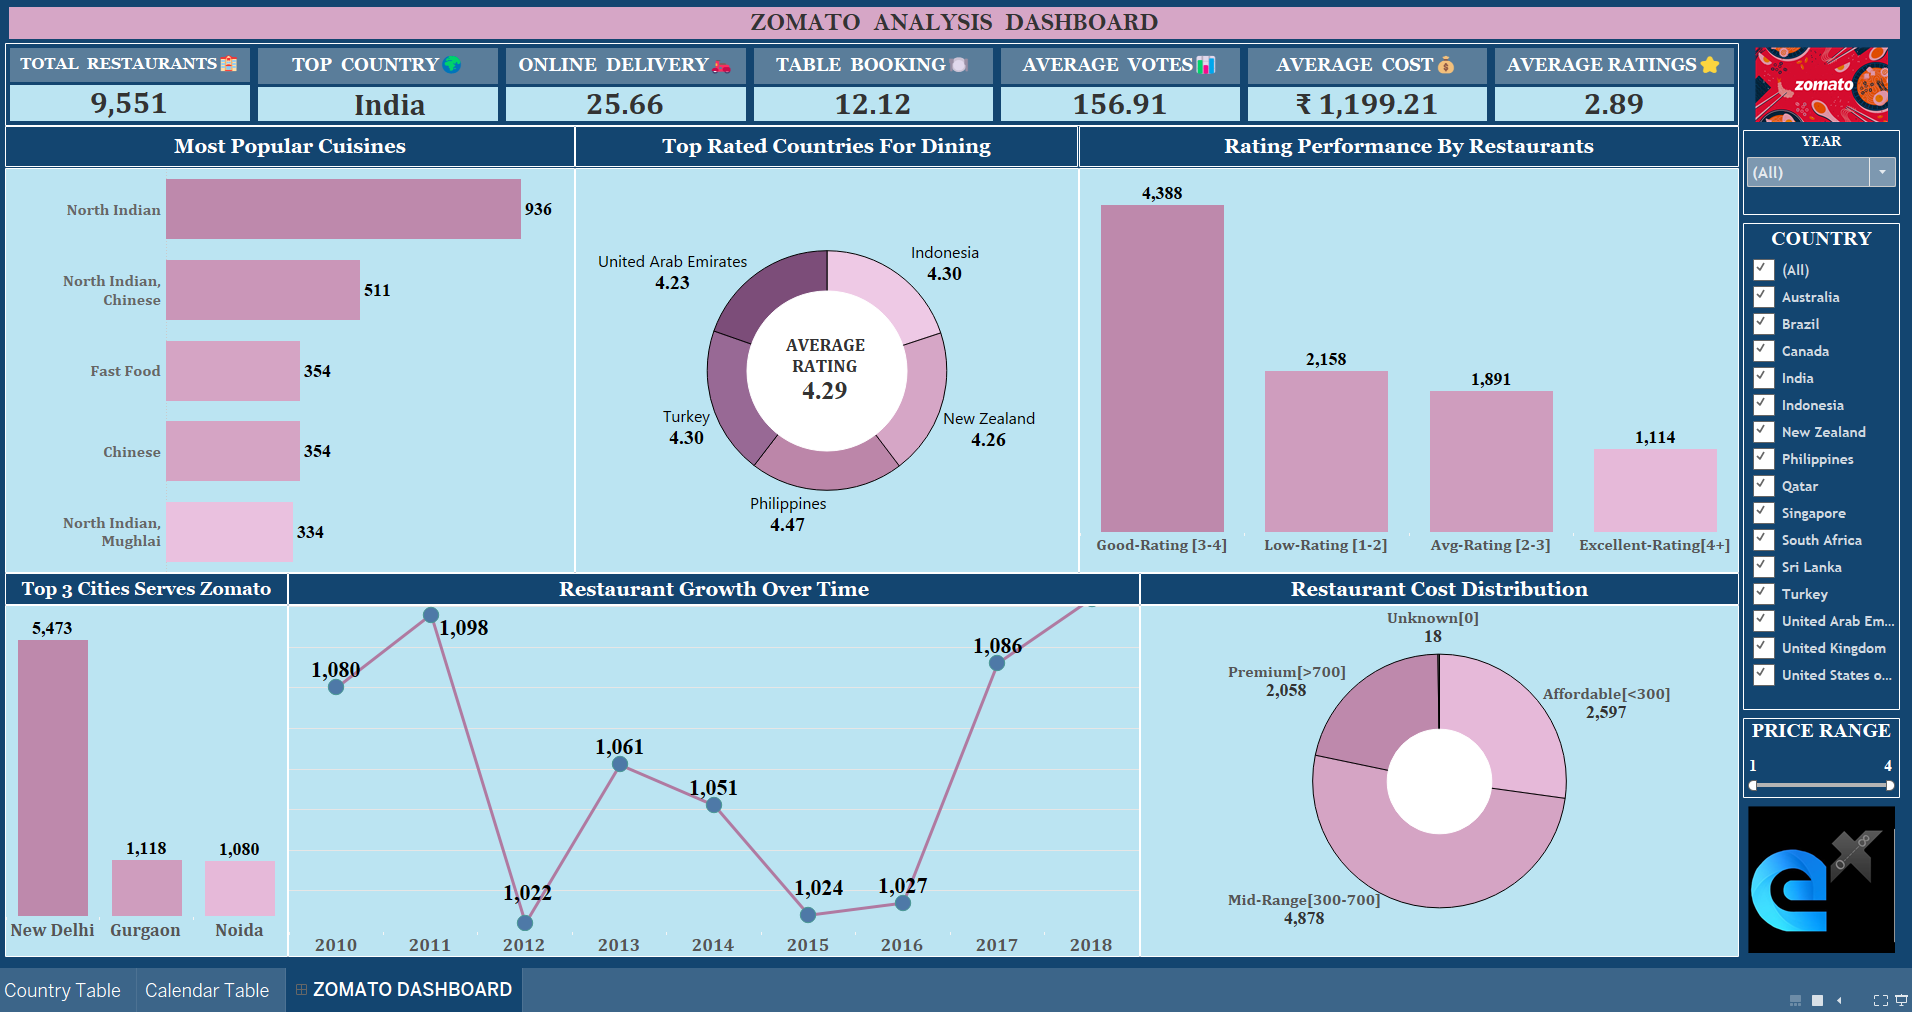 ZOMATO ANALYSIS DASHBOARD
TOTAL RESTAURANTS
9,551
TOP COUNTRY
India
ONLINE DELIVERY
25.66
TABLE BOOKING
12.12
AVERAGE VOTES
156.91
AVERAGE COST
₹ 1,199.21
AVERAGE RATINGS
2.89
zomato
YEAR
(All)
Most Popular Cuisines
North Indian
936
North Indian,
Chinese
511
Fast Food
354
Chinese
354
North Indian,
Mughlai
334
Top Rated Countries For Dining
United Arab Emirates
4.23
Indonesia
4.30
AVERAGE
RATING
4.29
Turkey
4.30
New Zealand
4.26
Philippines
4.47
Rating Performance By Restaurants
4,388
2,158
1,891
1,114
Good-Rating [3-4]
Low-Rating [1-2]
Avg-Rating [2-3]
Excellent-Rating[4+]
COUNTRY
(All)
Australia
Brazil
Canada
India
Indonesia
New Zealand
Philippines
Qatar
Singapore
South Africa
Sri Lanka
Turkey
United Arab Em...
United Kingdom
United States o...
Top 3 Cities Serves Zomato
5,473
1,118
1,080
New Delhi
Gurgaon
Noida
Restaurant Growth Over Time
1,080
1,098
1,022
1,061
1,051
1,024
1,027
1,086
2010
2011
2012
2013
2014
2015
2016
2017
2018
Restaurant Cost Distribution
Unknown[0]
18
Premium[>700]
2,058
Affordable[<300]
2,597
Mid-Range[300-700]
4,878
PRICE RANGE
1
4
Country Table
Calendar Table
ZOMATO DASHBOARD